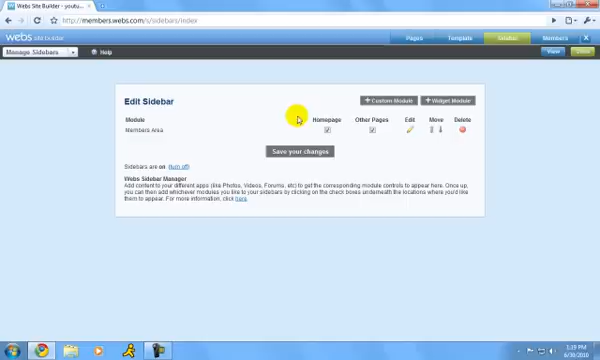 Webs Site Builder - youtu...
http://members.webs.com/s/sidebars/index
webs site builder
Pages
Template
Sidebar
Members
Manage Sidebars
Help
View
Edit Sidebar
+ Custom Module
+ Widget Module
Module
Homepage
Other Pages
Edit
Move
Delete
Members Area
Save your changes
Sidebars are on (turn off)
Webs Sidebar Manager
Add content to your different apps (like Photos, Videos, Forums, etc) to get the corresponding module controls to appear here. Once up,
you can then add whichever modules you like to your sidebars by clicking on the check boxes underneath the locations where you'd like
them to appear. For more information, click here.
1:19 PM
6/30/2010